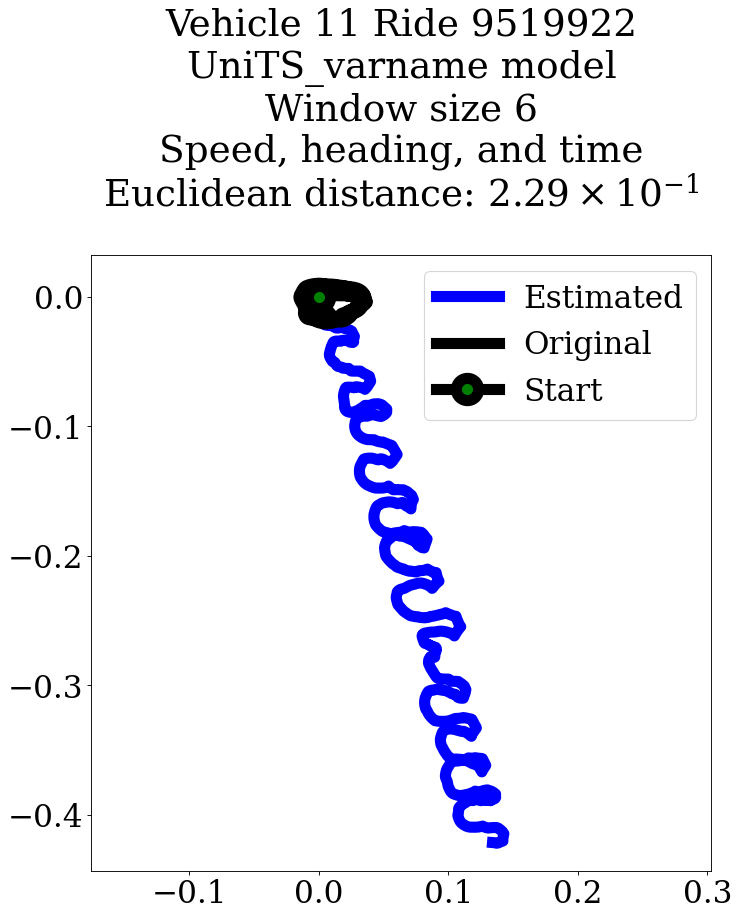 Vehicle 11 Ride 9519922
UniTS_varname model
Window size 6
Speed, heading, and time
Euclidean distance: 2.29 × 10⁻¹
Estimated
Original
Start
0.0
−0.1
−0.2
−0.3
−0.4
−0.1
0.0
0.1
0.2
0.3